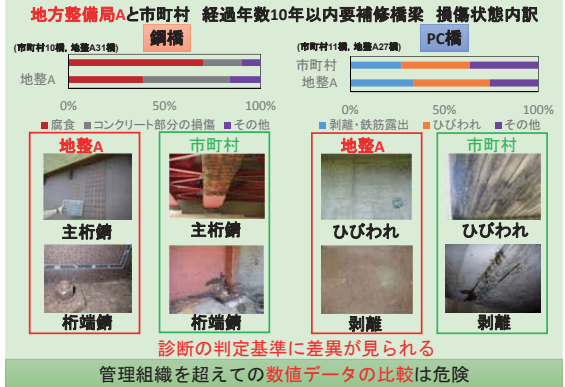 地方整備局Aと市町村 経過年数10年以内要補修橋梁 損傷状態内訳
(市町村10橋, 地整A31橋)
鋼橋
地整A
0% 50% 100%
■腐食 ■コンクリート部分の損傷 ■その他
(市町村11橋, 地整A27橋)
PC橋
市町村
地整A
0% 50% 100%
■剥離・鉄筋露出 ■ひびわれ ■その他
地整A
主桁錆
桁端錆
市町村
主桁錆
桁端錆
地整A
ひびわれ
剥離
市町村
ひびわれ
剥離
診断の判定基準に差異が見られる
管理組織を超えての数値データの比較は危険